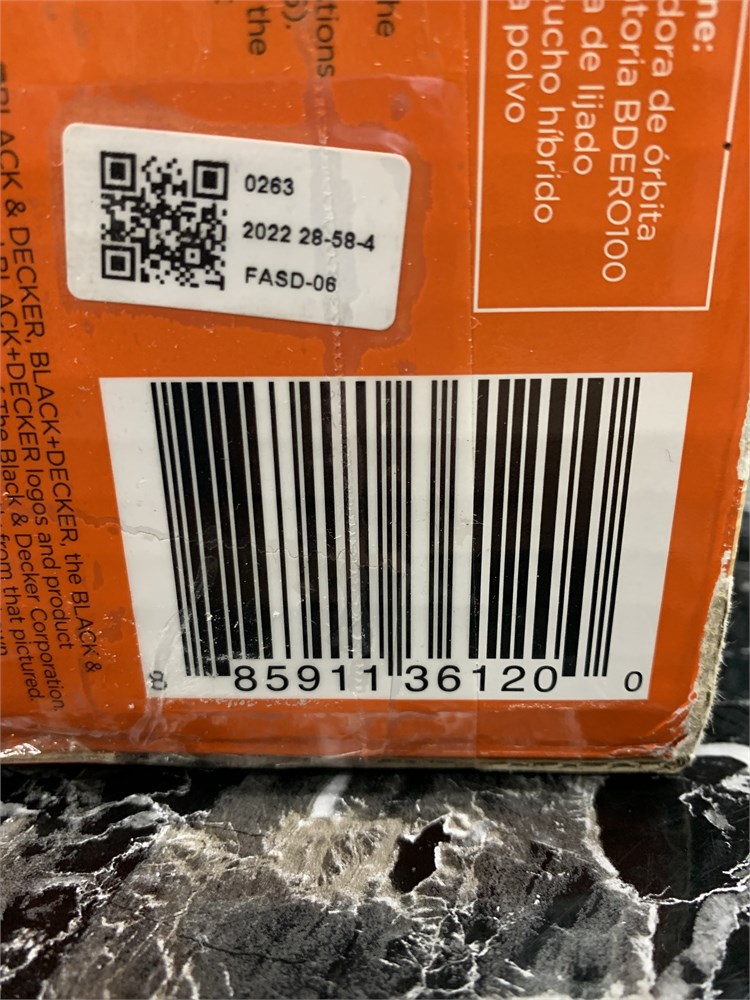 he
tions
6).
the
ne:
dora de órbita
toria BDERO100
a de lijado
ucho híbrido
a polvo
0263
2022 28-58-4
FASD-06
8 85911 36120 0
BLACK & DECKER, BLACK+DECKER, the BLACK &
BLACK+DECKER logos and product
The Black & Decker Corporation.
from that pictured.